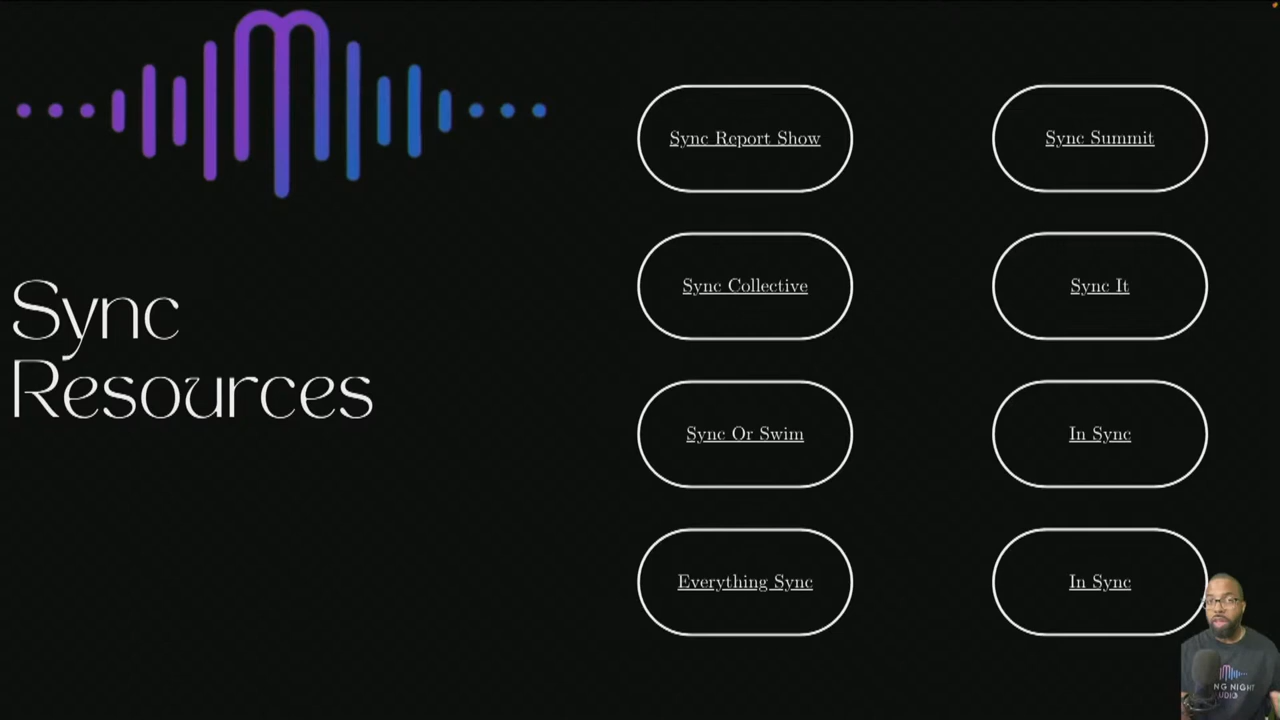 Sync
Resources
Sync Report Show
Sync Summit
Sync Collective
Sync It
Sync Or Swim
In Sync
Everything Sync
In Sync
NIGHT